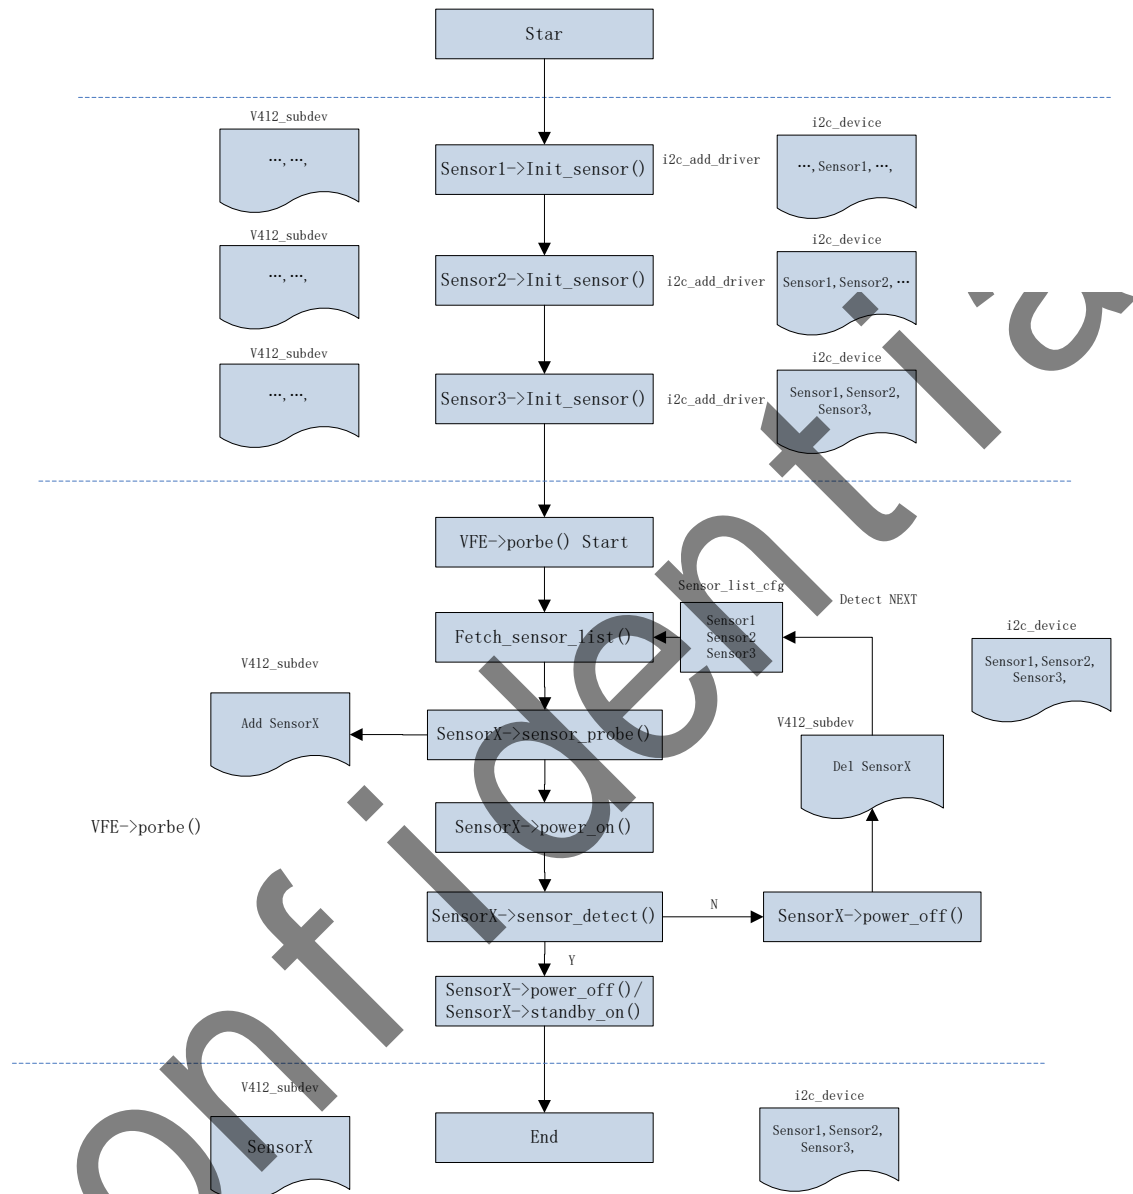 Star
V4l2_subdev
i2c_device
…,…,
Sensor1->Init_sensor()
i2c_add_driver
…,Sensor1,…,
V4l2_subdev
i2c_device
…,…,
Sensor2->Init_sensor()
i2c_add_driver
Sensor1,Sensor2,…
V4l2_subdev
i2c_device
…,…,
Sensor3->Init_sensor()
i2c_add_driver
Sensor1,Sensor2,
Sensor3,
VFE->porbe() Start
Sensor_list_cfg
Detect NEXT
Fetch_sensor_list()
Sensor1
Sensor2
Sensor3
i2c_device
Sensor1,Sensor2,
Sensor3,
V4l2_subdev
Add SensorX
SensorX->sensor_probe()
V4l2_subdev
Del SensorX
VFE->porbe()
SensorX->power_on()
SensorX->sensor_detect()
N
SensorX->power_off()
Y
SensorX->power_off()/
SensorX->standby_on()
V4l2_subdev
i2c_device
SensorX
End
Sensor1,Sensor2,
Sensor3,
onfidentia